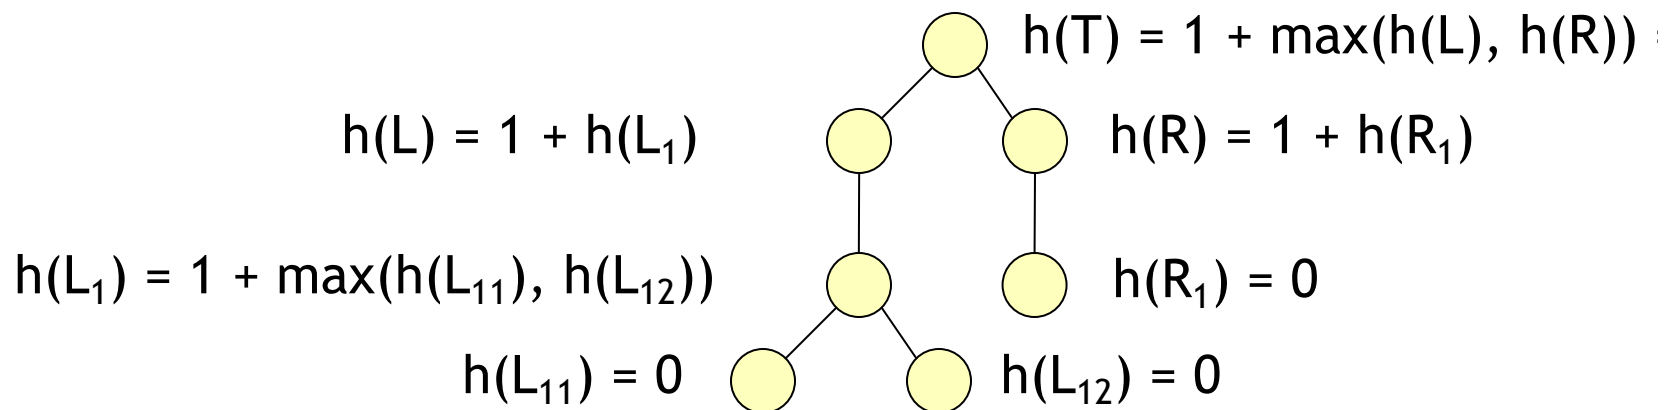 h(T) = 1 + max(h(L), h(R)) =
h(L) = 1 + h(L₁)
h(R) = 1 + h(R₁)
h(L₁) = 1 + max(h(L₁₁), h(L₁₂))
h(R₁) = 0
h(L₁₁) = 0
h(L₁₂) = 0